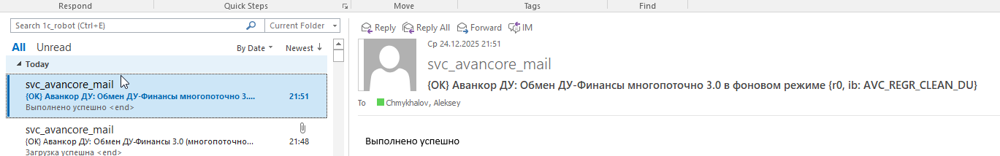 Respond
Quick Steps
Move
Tags
Find
Search 1c_robot (Ctrl+E)
Current Folder
All Unread
By Date
Newest
Today
svc_avancore_mail
{OK} Аванкор ДУ: Обмен ДУ-Финансы многопоточно 3....
21:51
Выполнено успешно <end>
svc_avancore_mail
{OK} Аванкор ДУ: Обмен ДУ-Финансы 3.0 (многопоточно...
21:48
Загрузка успешна <end>
Reply Reply All Forward IM
Ср 24.12.2025 21:51
svc_avancore_mail
{OK} Аванкор ДУ: Обмен ДУ-Финансы многопоточно 3.0 в фоновом режиме {r0, ib: AVC_REGR_CLEAN_DU}
To Chmykhalov, Aleksey
Выполнено успешно